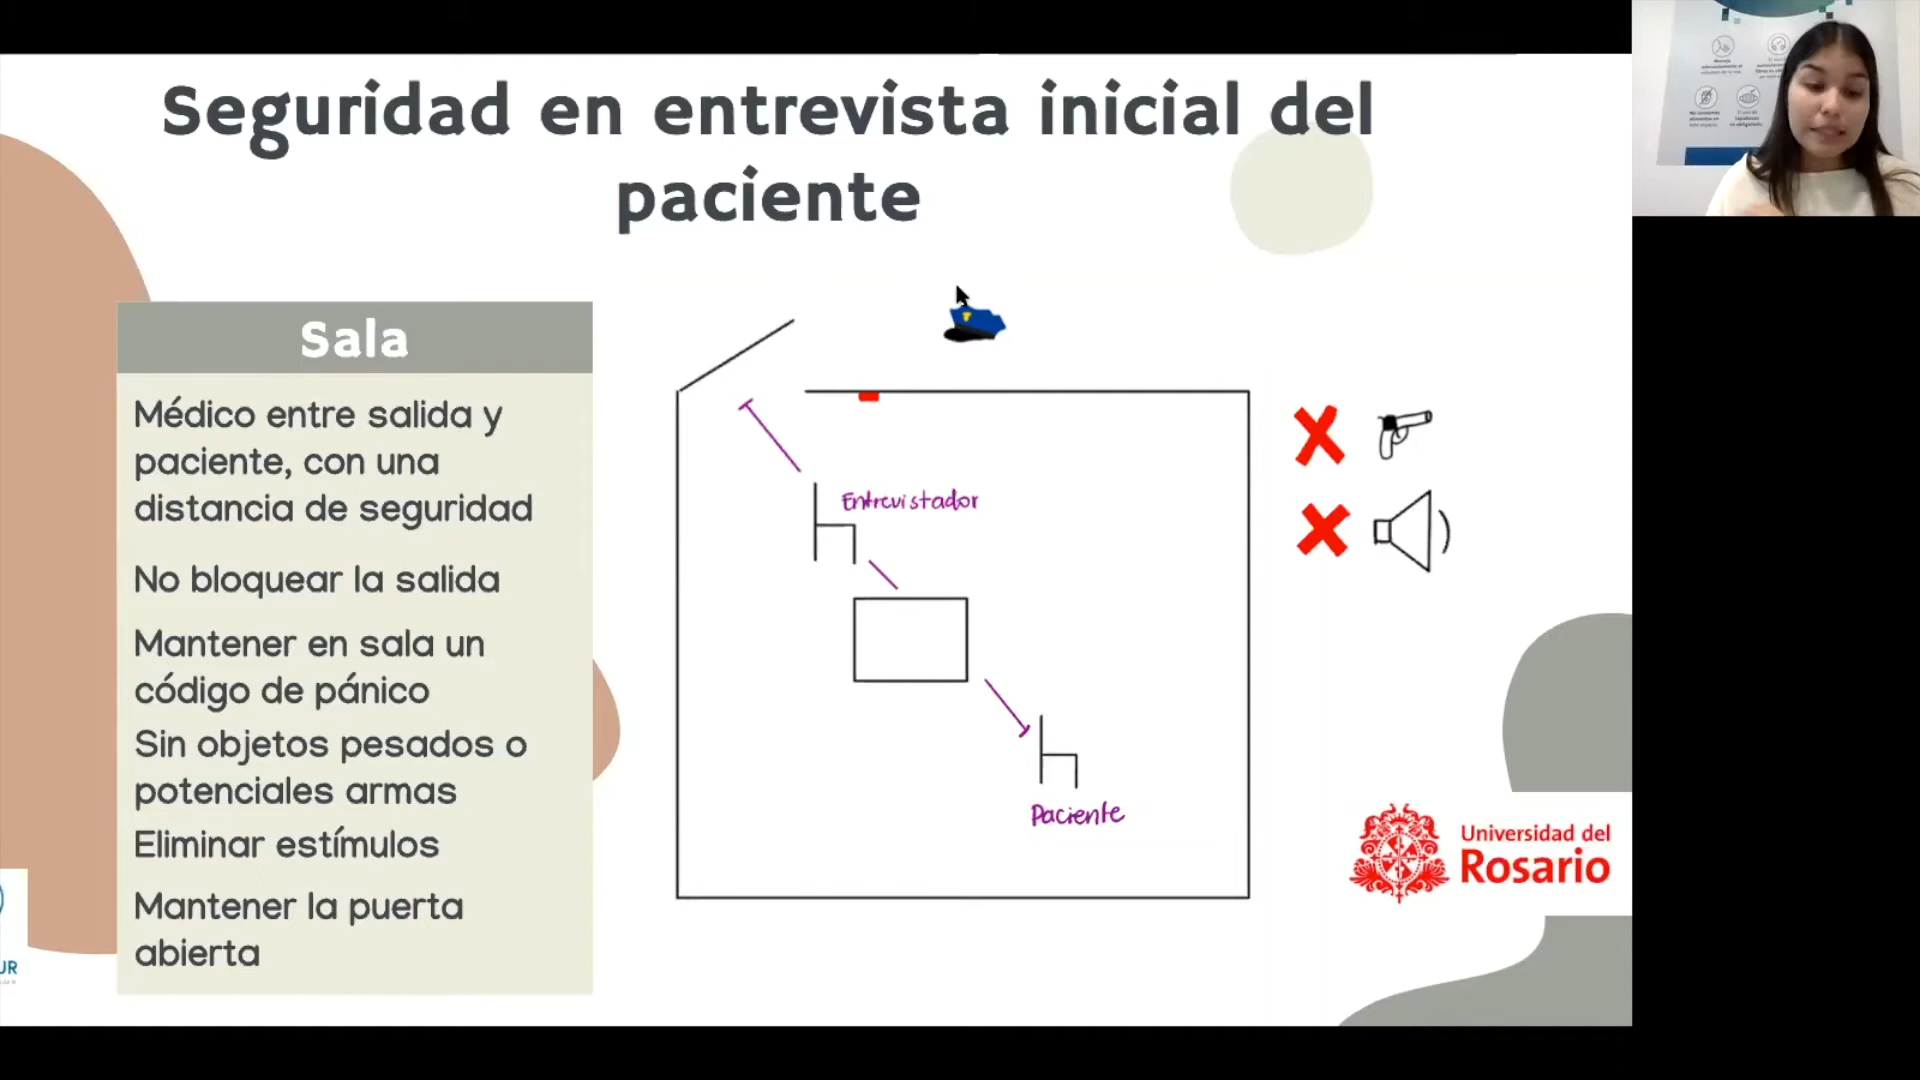 Seguridad en entrevista inicial del
paciente
Sala
Médico entre salida y
paciente, con una
distancia de seguridad
No bloquear la salida
Mantener en sala un
código de pánico
Sin objetos pesados o
potenciales armas
Eliminar estímulos
Mantener la puerta
abierta
Entrevistador
Paciente
Universidad del
Rosario
UR